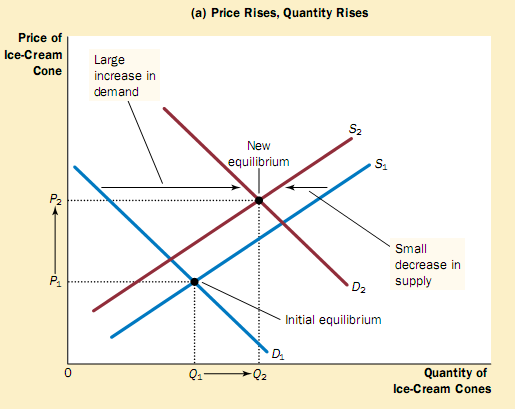 (a) Price Rises, Quantity Rises
Price of
Ice-Cream
Cone
Large
increase in
demand
New
equilibrium
S2
S1
P2
P1
Small
decrease in
supply
D2
Initial equilibrium
D1
0
Q1
Q2
Quantity of
Ice-Cream Cones